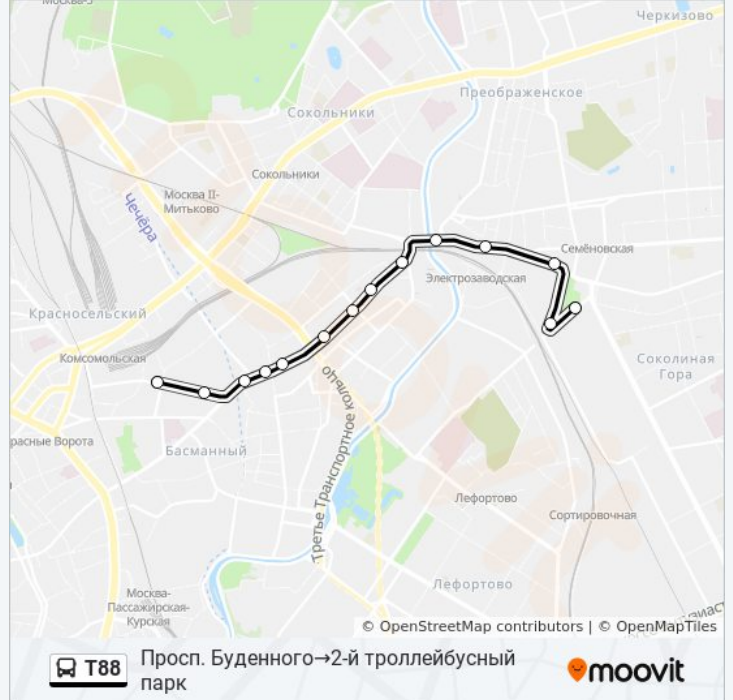 Москва-3
Черкизово
Преображенское
Сокольники
Сокольники
Москва II-
Митьково
Чечёра
Семёновская
Электрозаводская
Красносельский
Комсомольская
Соколиная
Гора
расные Ворота
Басманный
Третье Транспортное кольцо
Лефортово
Сортировочная
Лефортово
Москва-
Пассажирская-
Курская
© OpenStreetMap contributors | © OpenMapTiles
T88
Просп. Буденного→2-й троллейбусный
парк
moovit